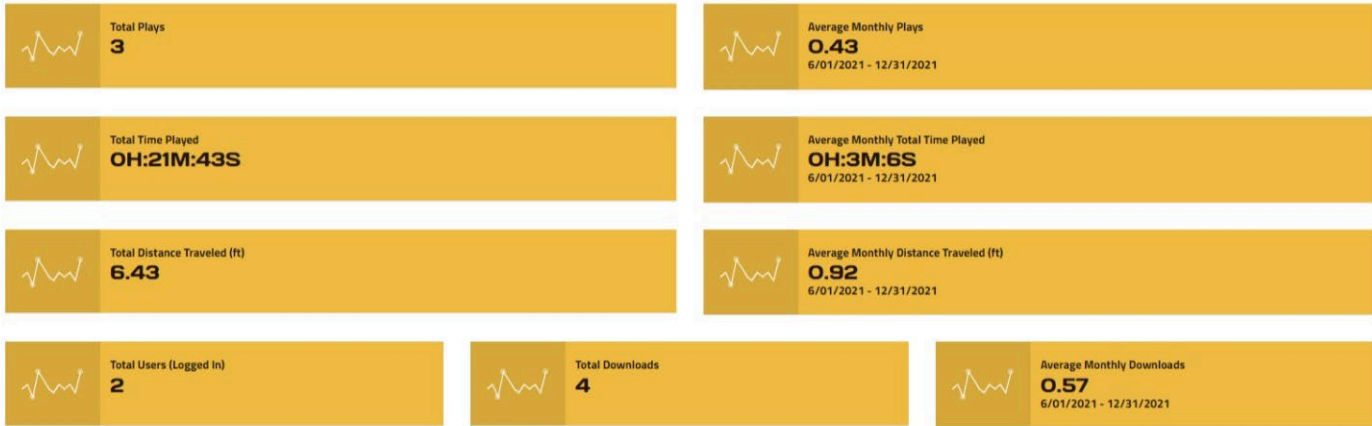 Total Plays
3
Average Monthly Plays
0.43
6/01/2021 - 12/31/2021
Total Time Played
0H:21M:43S
Average Monthly Total Time Played
0H:3M:6S
6/01/2021 - 12/31/2021
Total Distance Traveled (ft)
6.43
Average Monthly Distance Traveled (ft)
0.92
6/01/2021 - 12/31/2021
Total Users (Logged In)
2
Total Downloads
4
Average Monthly Downloads
0.57
6/01/2021 - 12/31/2021